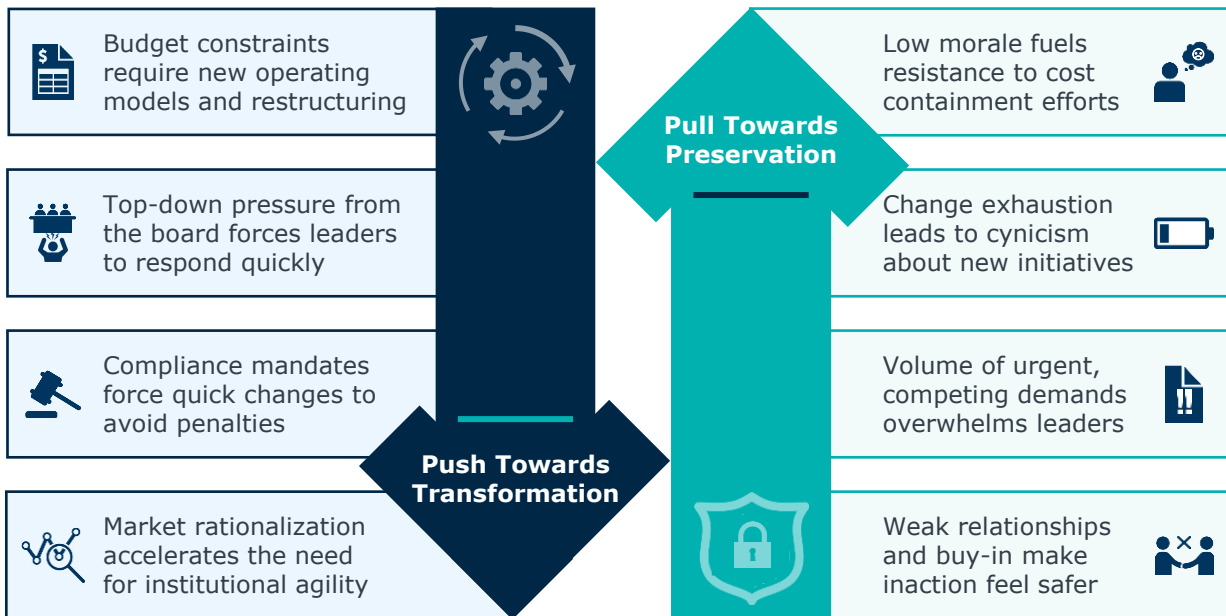 Budget constraints
require new operating
models and restructuring
Top-down pressure from
the board forces leaders
to respond quickly
Compliance mandates
force quick changes to
avoid penalties
Market rationalization
accelerates the need
for institutional agility
$
Push Towards
Transformation
Pull Towards
Preservation
Low morale fuels
resistance to cost
containment efforts
Change exhaustion
leads to cynicism
about new initiatives
Volume of urgent,
competing demands
overwhelms leaders
!!
Weak relationships
and buy-in make
inaction feel safer